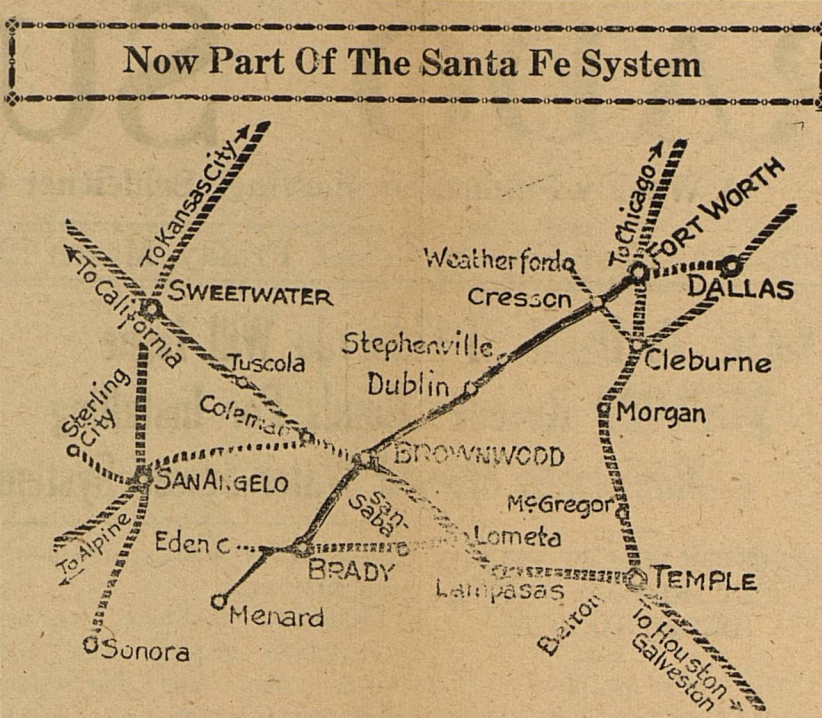 Now Part Of The Santa Fe System
To Kansas City
To Chicago
FORT WORTH
To California
SWEETWATER
Weatherford
DALLAS
Cresson
Stephenville
Tuscola
Cleburne
Dublin
Sterling
City
Coleman
Morgan
BROWNWOOD
SAN ANGELO
San-
Saba
McGregor
To Alpine
Eden
Lometa
BRADY
Lampasas
TEMPLE
Menard
Belton
To Houston
Galveston
Sonora